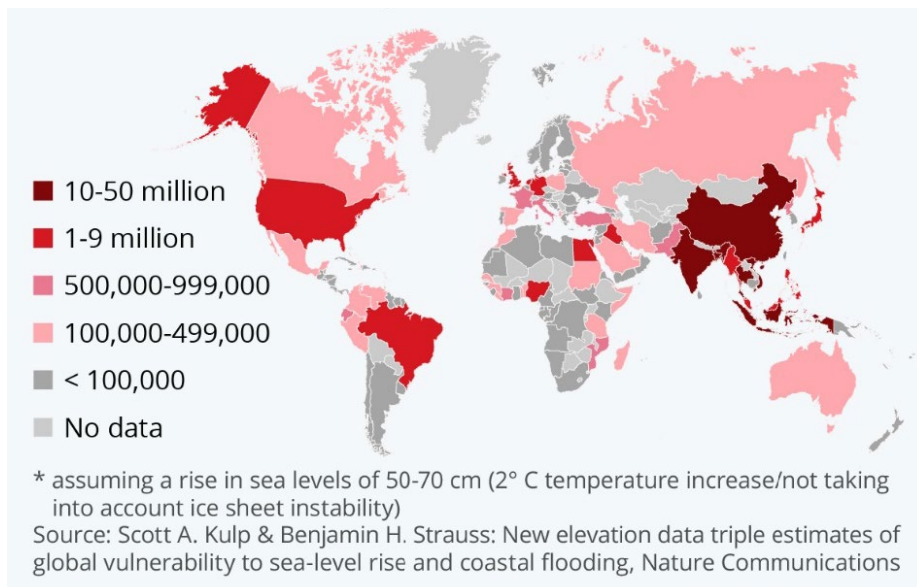 10-50 million
1-9 million
500,000-999,000
100,000-499,000
< 100,000
No data
* assuming a rise in sea levels of 50-70 cm (2° C temperature increase/not taking
into account ice sheet instability)
Source: Scott A. Kulp & Benjamin H. Strauss: New elevation data triple estimates of
global vulnerability to sea-level rise and coastal flooding, Nature Communications